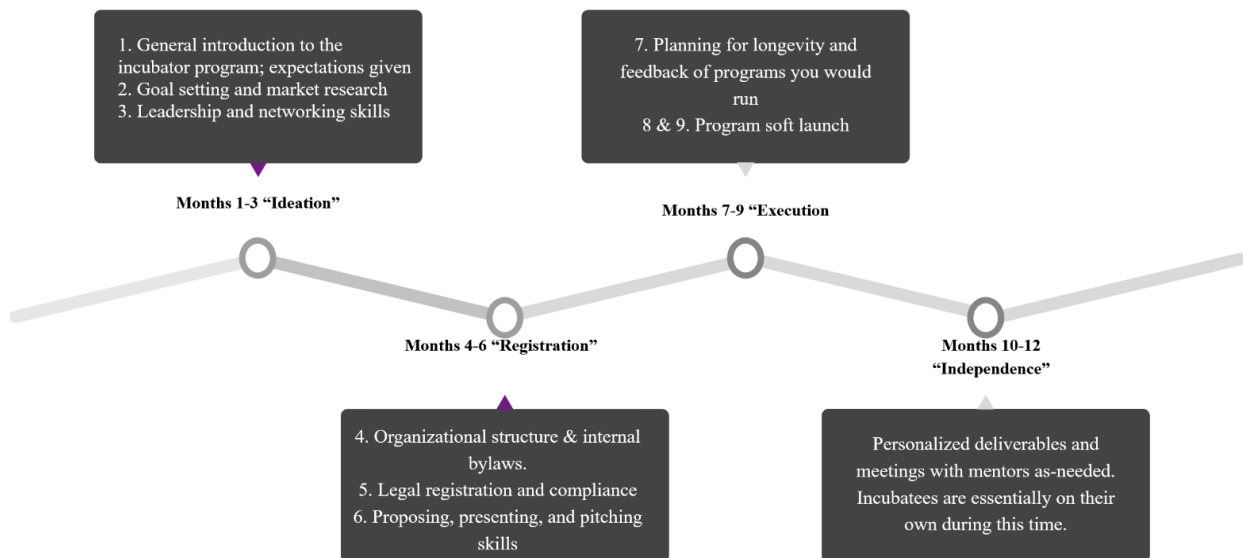 1. General introduction to the
incubator program; expectations given
2. Goal setting and market research
3. Leadership and networking skills
Months 1-3 “Ideation”
4. Organizational structure & internal
bylaws.
5. Legal registration and compliance
6. Proposing, presenting, and pitching
skills
Months 4-6 “Registration”
7. Planning for longevity and
feedback of programs you would
run
8 & 9. Program soft launch
Months 7-9 “Execution
Months 10-12
“Independence”
Personalized deliverables and
meetings with mentors as-needed.
Incubatees are essentially on their
own during this time.